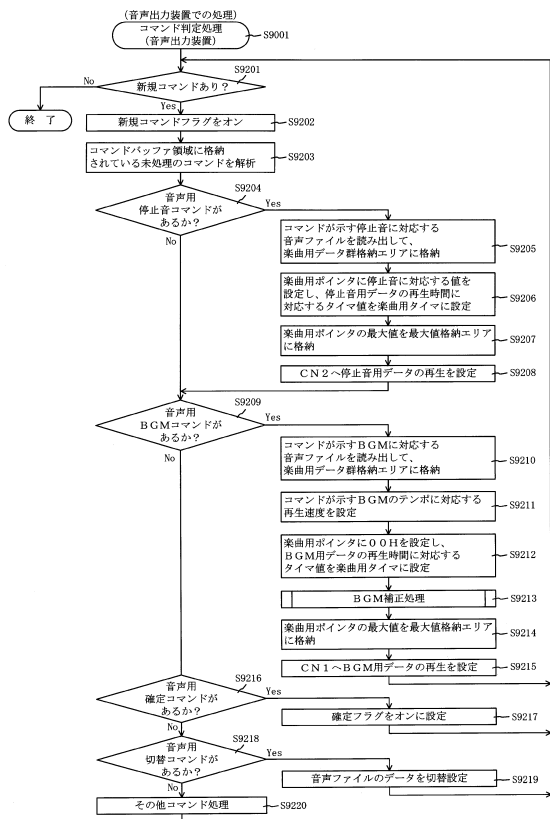 (音声出力装置での処理)
コマンド判定処理
(音声出力装置)
S9001
S9201
No
新規コマンドあり?
Yes
終 了
新規コマンドフラグをオン
S9202
コマンドバッファ領域に格納
されている未処理のコマンドを解析
S9203
S9204
音声用
停止音コマンドが
あるか?
Yes
No
コマンドが示す停止音に対応する
音声ファイルを読み出して、
楽曲用データ群格納エリアに格納
S9205
楽曲用ポインタに停止音に対応する値を
設定し、停止音用データの再生時間に
対応するタイマ値を楽曲用タイマに設定
S9206
楽曲用ポインタの最大値を最大値格納エリア
に格納
S9207
CN2へ停止音用データの再生を設定
S9208
S9209
音声用
BGMコマンドが
あるか?
Yes
No
コマンドが示すBGMに対応する
音声ファイルを読み出して、
楽曲用データ群格納エリアに格納
S9210
コマンドが示すBGMのテンポに対応する
再生速度を設定
S9211
楽曲用ポインタに00Hを設定し、
BGM用データの再生時間に対応する
タイマ値を楽曲用タイマに設定
S9212
BGM補正処理
S9213
楽曲用ポインタの最大値を最大値格納エリア
に格納
S9214
CN1へBGM用データの再生を設定
S9215
S9216
音声用
確定コマンドが
あるか?
Yes
No
確定フラグをオンに設定
S9217
S9218
音声用
切替コマンドが
あるか?
Yes
No
音声ファイルのデータを切替設定
S9219
その他コマンド処理
S9220